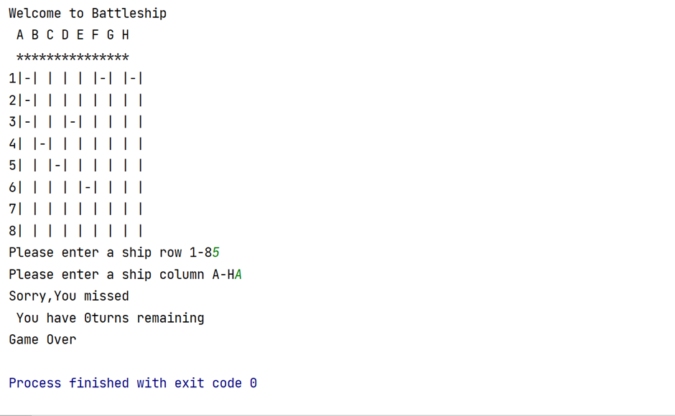 Welcome to Battleship
 A B C D E F G H
 ***************
1|-| | | | |-| |-|
2|-| | | | | | | |
3|-| | |-| | | | |
4| |-| | | | | | |
5| | |-| | | | | |
6| | | | |-| | | |
7| | | | | | | | |
8| | | | | | | | |
Please enter a ship row 1-85
Please enter a ship column A-HA
Sorry,You missed
 You have 0turns remaining
Game Over
Process finished with exit code 0